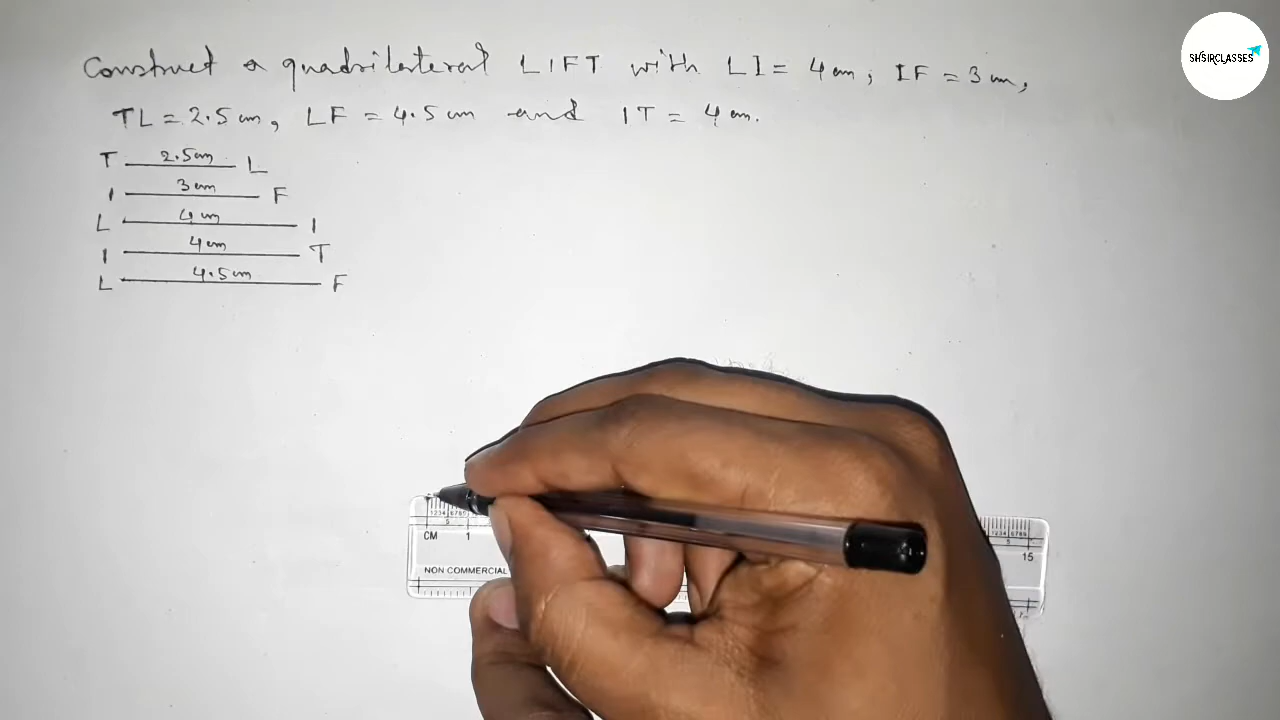 Construct a quadrilateral LIFT with LI = 4 cm, IF = 3 cm,
TL = 2.5 cm, LF = 4.5 cm and IT = 4 cm.
T 2.5 cm L
I 3 cm F
L 4 cm I
I 4 cm T
L 4.5 cm F
SHSIRCLASSES
CM 1 15
NON COMMERCIAL